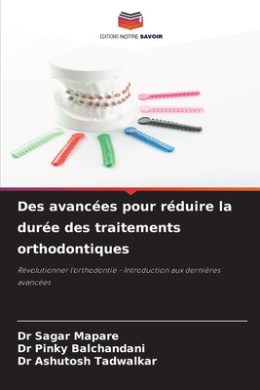 EDITIONS NOTRE SAVOIR
Des avancées pour réduire la
durée des traitements
orthodontiques
Révolutionner l'orthodontie - Introduction aux dernières
avancées
Dr Sagar Mapare
Dr Pinky Balchandani
Dr Ashutosh Tadwalkar